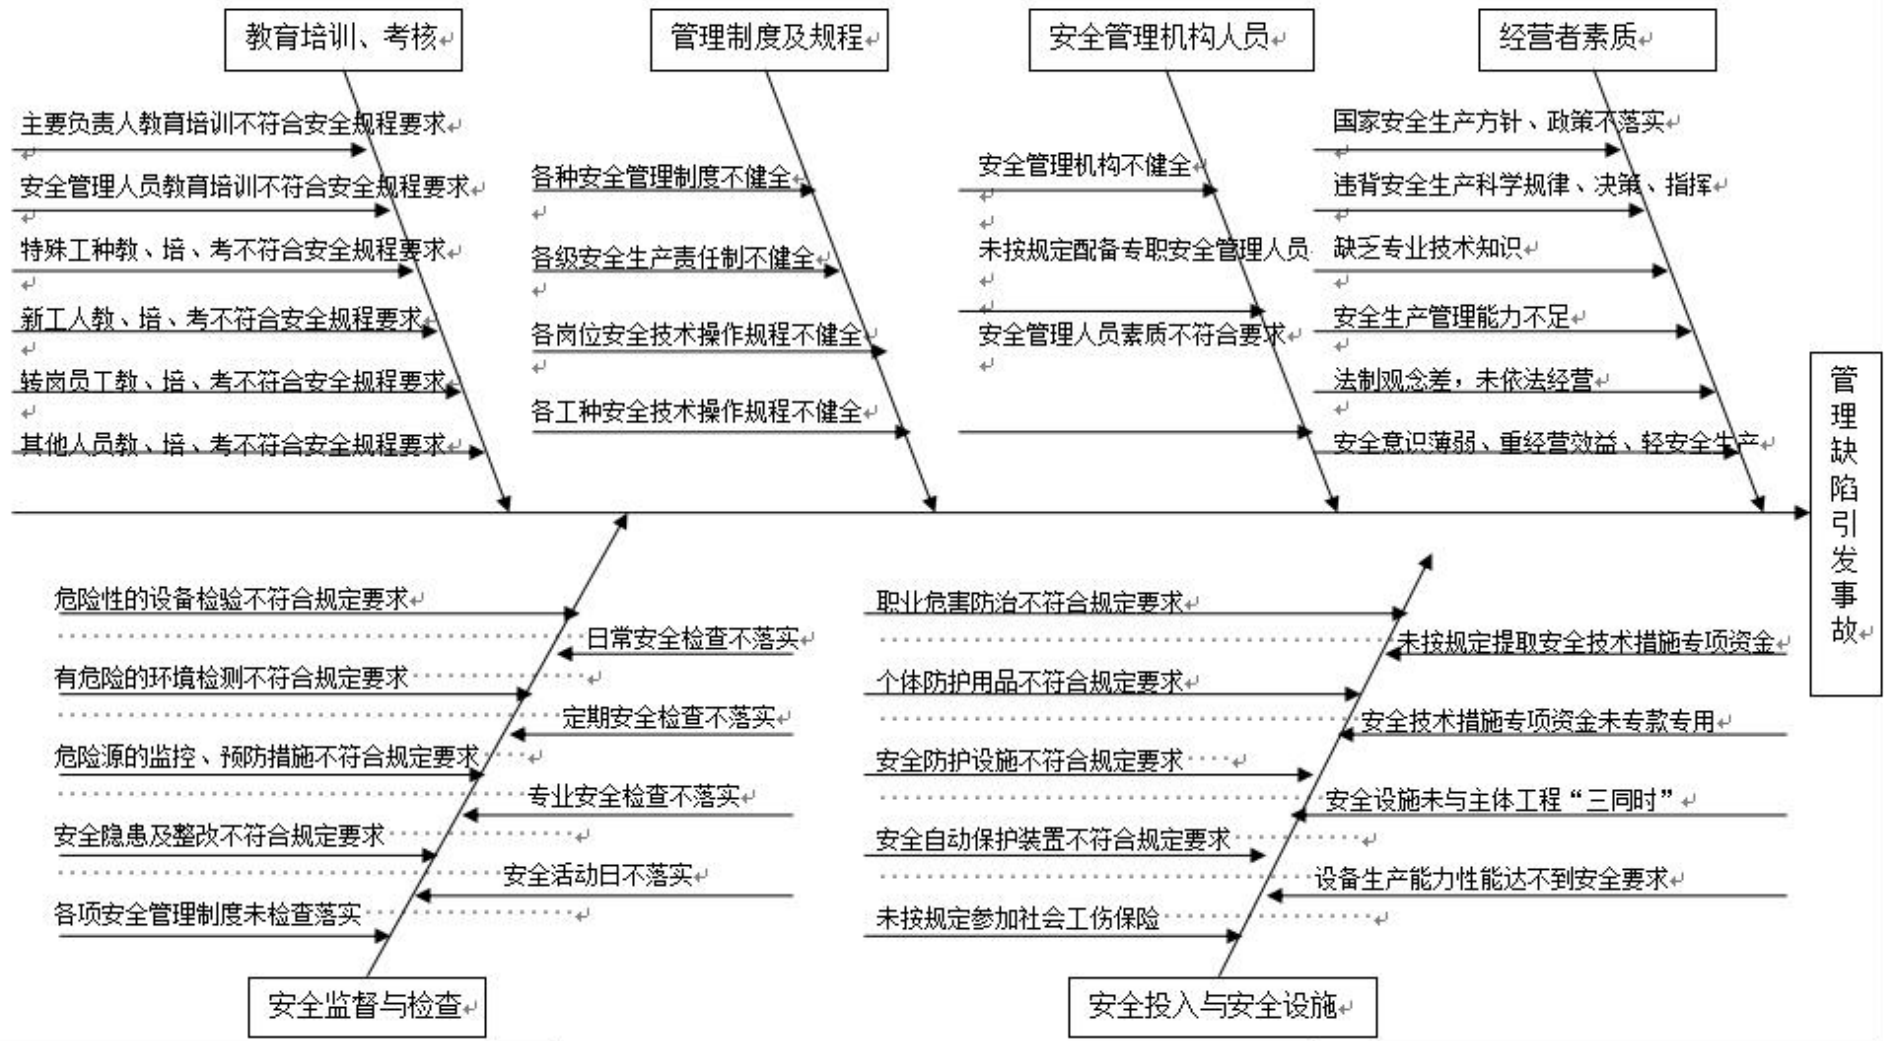 教育培训、考核
管理制度及规程
安全管理机构人员
经营者素质
主要负责人教育培训不符合安全规程要求
安全管理人员教育培训不符合安全规程要求
特殊工种教、培、考不符合安全规程要求
新工人教、培、考不符合安全规程要求
转岗员工教、培、考不符合安全规程要求
其他人员教、培、考不符合安全规程要求
各种安全管理制度不健全
各级安全生产责任制不健全
各岗位安全技术操作规程不健全
各工种安全技术操作规程不健全
安全管理机构不健全
未按规定配备专职安全管理人员
安全管理人员素质不符合要求
国家安全生产方针、政策不落实
违背安全生产科学规律、决策、指挥
缺乏专业技术知识
安全生产管理能力不足
法制观念差，未依法经营
安全意识薄弱、重经营效益、轻安全生产
管理缺陷引发事故
危险性的设备检验不符合规定要求
日常安全检查不落实
有危险的环境检测不符合规定要求
定期安全检查不落实
危险源的监控、预防措施不符合规定要求
专业安全检查不落实
安全隐患及整改不符合规定要求
安全活动日不落实
各项安全管理制度未检查落实
安全监督与检查
职业危害防治不符合规定要求
未按规定提取安全技术措施专项资金
个体防护用品不符合规定要求
安全技术措施专项资金未专款专用
安全防护设施不符合规定要求
安全设施未与主体工程“三同时”
安全自动保护装置不符合规定要求
设备生产能力性能达不到安全要求
未按规定参加社会工伤保险
安全投入与安全设施